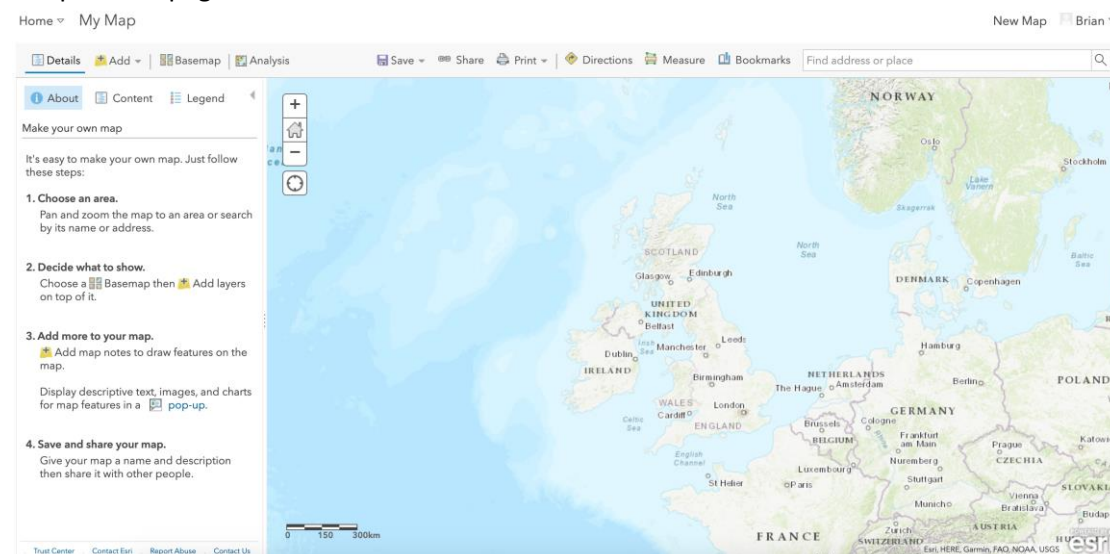 Home My Map
New Map Brian
Details Add Basemap Analysis
Save Share Print Directions Measure Bookmarks Find address or place
About Content Legend
Make your own map
It's easy to make your own map. Just follow
these steps:
1. Choose an area.
Pan and zoom the map to an area or search
by its name or address.
2. Decide what to show.
Choose a Basemap then Add layers
on top of it.
3. Add more to your map.
Add map notes to draw features on the
map.
Display descriptive text, images, and charts
for map features in a pop-up.
4. Save and share your map.
Give your map a name and description
then share it with other people.
Trust Center Contact Esri Report Abuse Contact Us
NORWAY
Oslo
Stockholm
Lake
Vanern
North
Sea
Skagerrak
North
Sea
Baltic
Sea
SCOTLAND
Glasgow Edinburgh
DENMARK Copenhagen
UNITED
KINGDOM
Belfast
Irish
Sea
Manchester Leeds
Dublin
IRELAND
Hamburg
Birmingham
NETHERLANDS
The Hague Amsterdam
Berlin
POLAND
WALES London
Cardiff
ENGLAND
Celtic
Sea
GERMANY
Brussels Cologne
BELGIUM
Frankfurt
am Main
Prague
CZECHIA
English
Channel
Luxembourg
Nuremberg
St Helier Paris
Stuttgart
Munich
Vienna
Bratislava
Zurich
AUSTRIA
FRANCE
SWITZERLAND
0 150 300km
Esri, HERE, Garmin, FAO, NOAA, USGS
esri